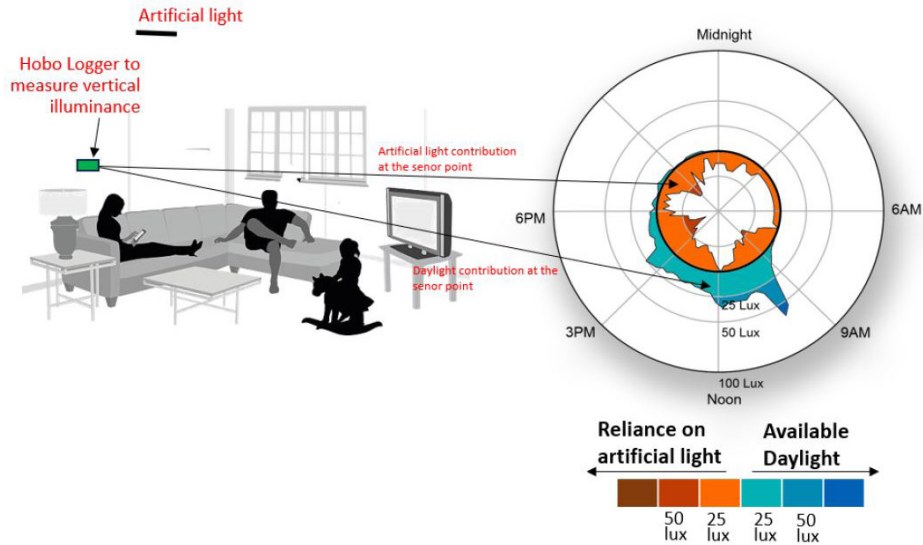 Artificial light
Hobo Logger to
measure vertical
illuminance
Artificial light contribution
at the senor point
Daylight contribution at the
senor point
Midnight
6AM
9AM
Noon
3PM
6PM
25 Lux
50 Lux
100 Lux
Reliance on
artificial light
Available
Daylight
50
lux
25
lux
25
lux
50
lux